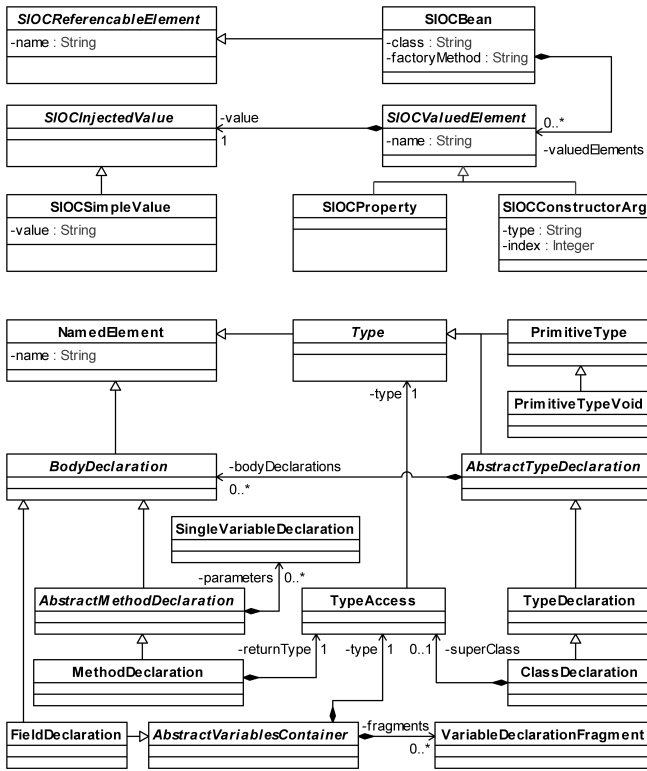 SIOCReferencableElement
-name : String
SIOCBean
-class : String
-factoryMethod : String
SIOCInjectedValue
-value
1
SIOCValuedElement
-name : String
0..*
-valuedElements
SIOCSimpleValue
-value : String
SIOCProperty
SIOCConstructorArg
-type : String
-index : Integer
NamedElement
-name : String
Type
PrimitiveType
-type 1
PrimitiveTypeVoid
BodyDeclaration
-bodyDeclarations
0..*
AbstractTypeDeclaration
SingleVariableDeclaration
-parameters 0..*
AbstractMethodDeclaration
TypeAccess
TypeDeclaration
MethodDeclaration
-returnType 1
-type 1
0..1 -superClass
ClassDeclaration
FieldDeclaration
AbstractVariablesContainer
-fragments
0..*
VariableDeclarationFragment